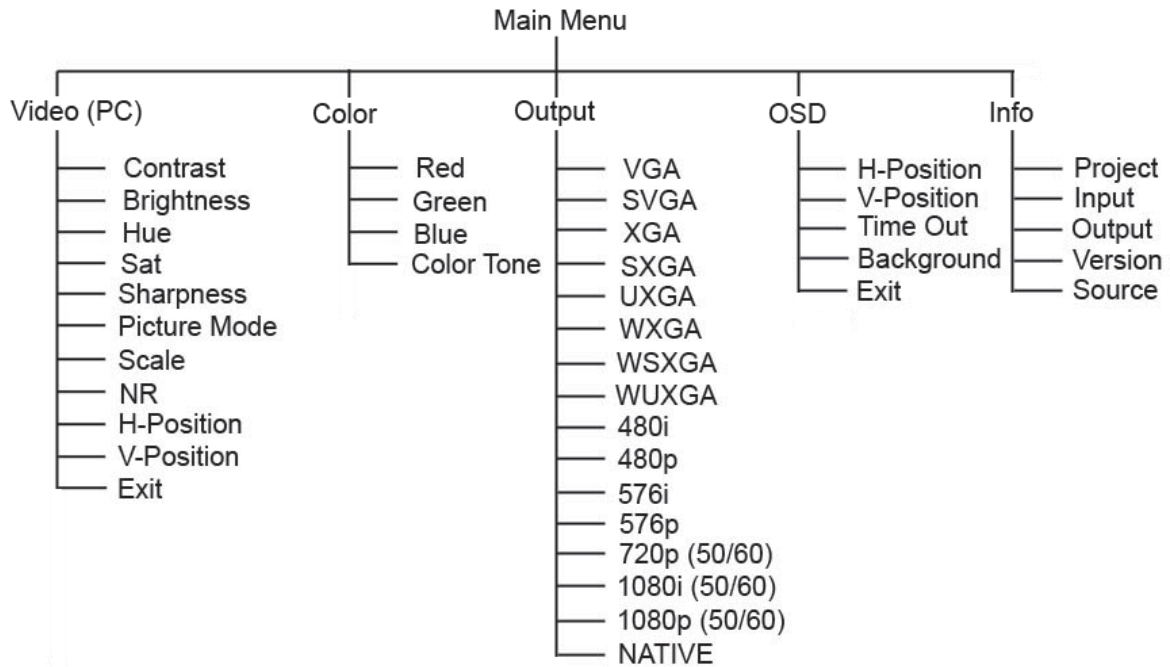 Main Menu
Video (PC)
Contrast
Brightness
Hue
Sat
Sharpness
Picture Mode
Scale
NR
H-Position
V-Position
Exit
Color
Red
Green
Blue
Color Tone
Output
VGA
SVGA
XGA
SXGA
UXGA
WXGA
WSXGA
WUXGA
480i
480p
576i
576p
720p (50/60)
1080i (50/60)
1080p (50/60)
NATIVE
OSD
H-Position
V-Position
Time Out
Background
Exit
Info
Project
Input
Output
Version
Source